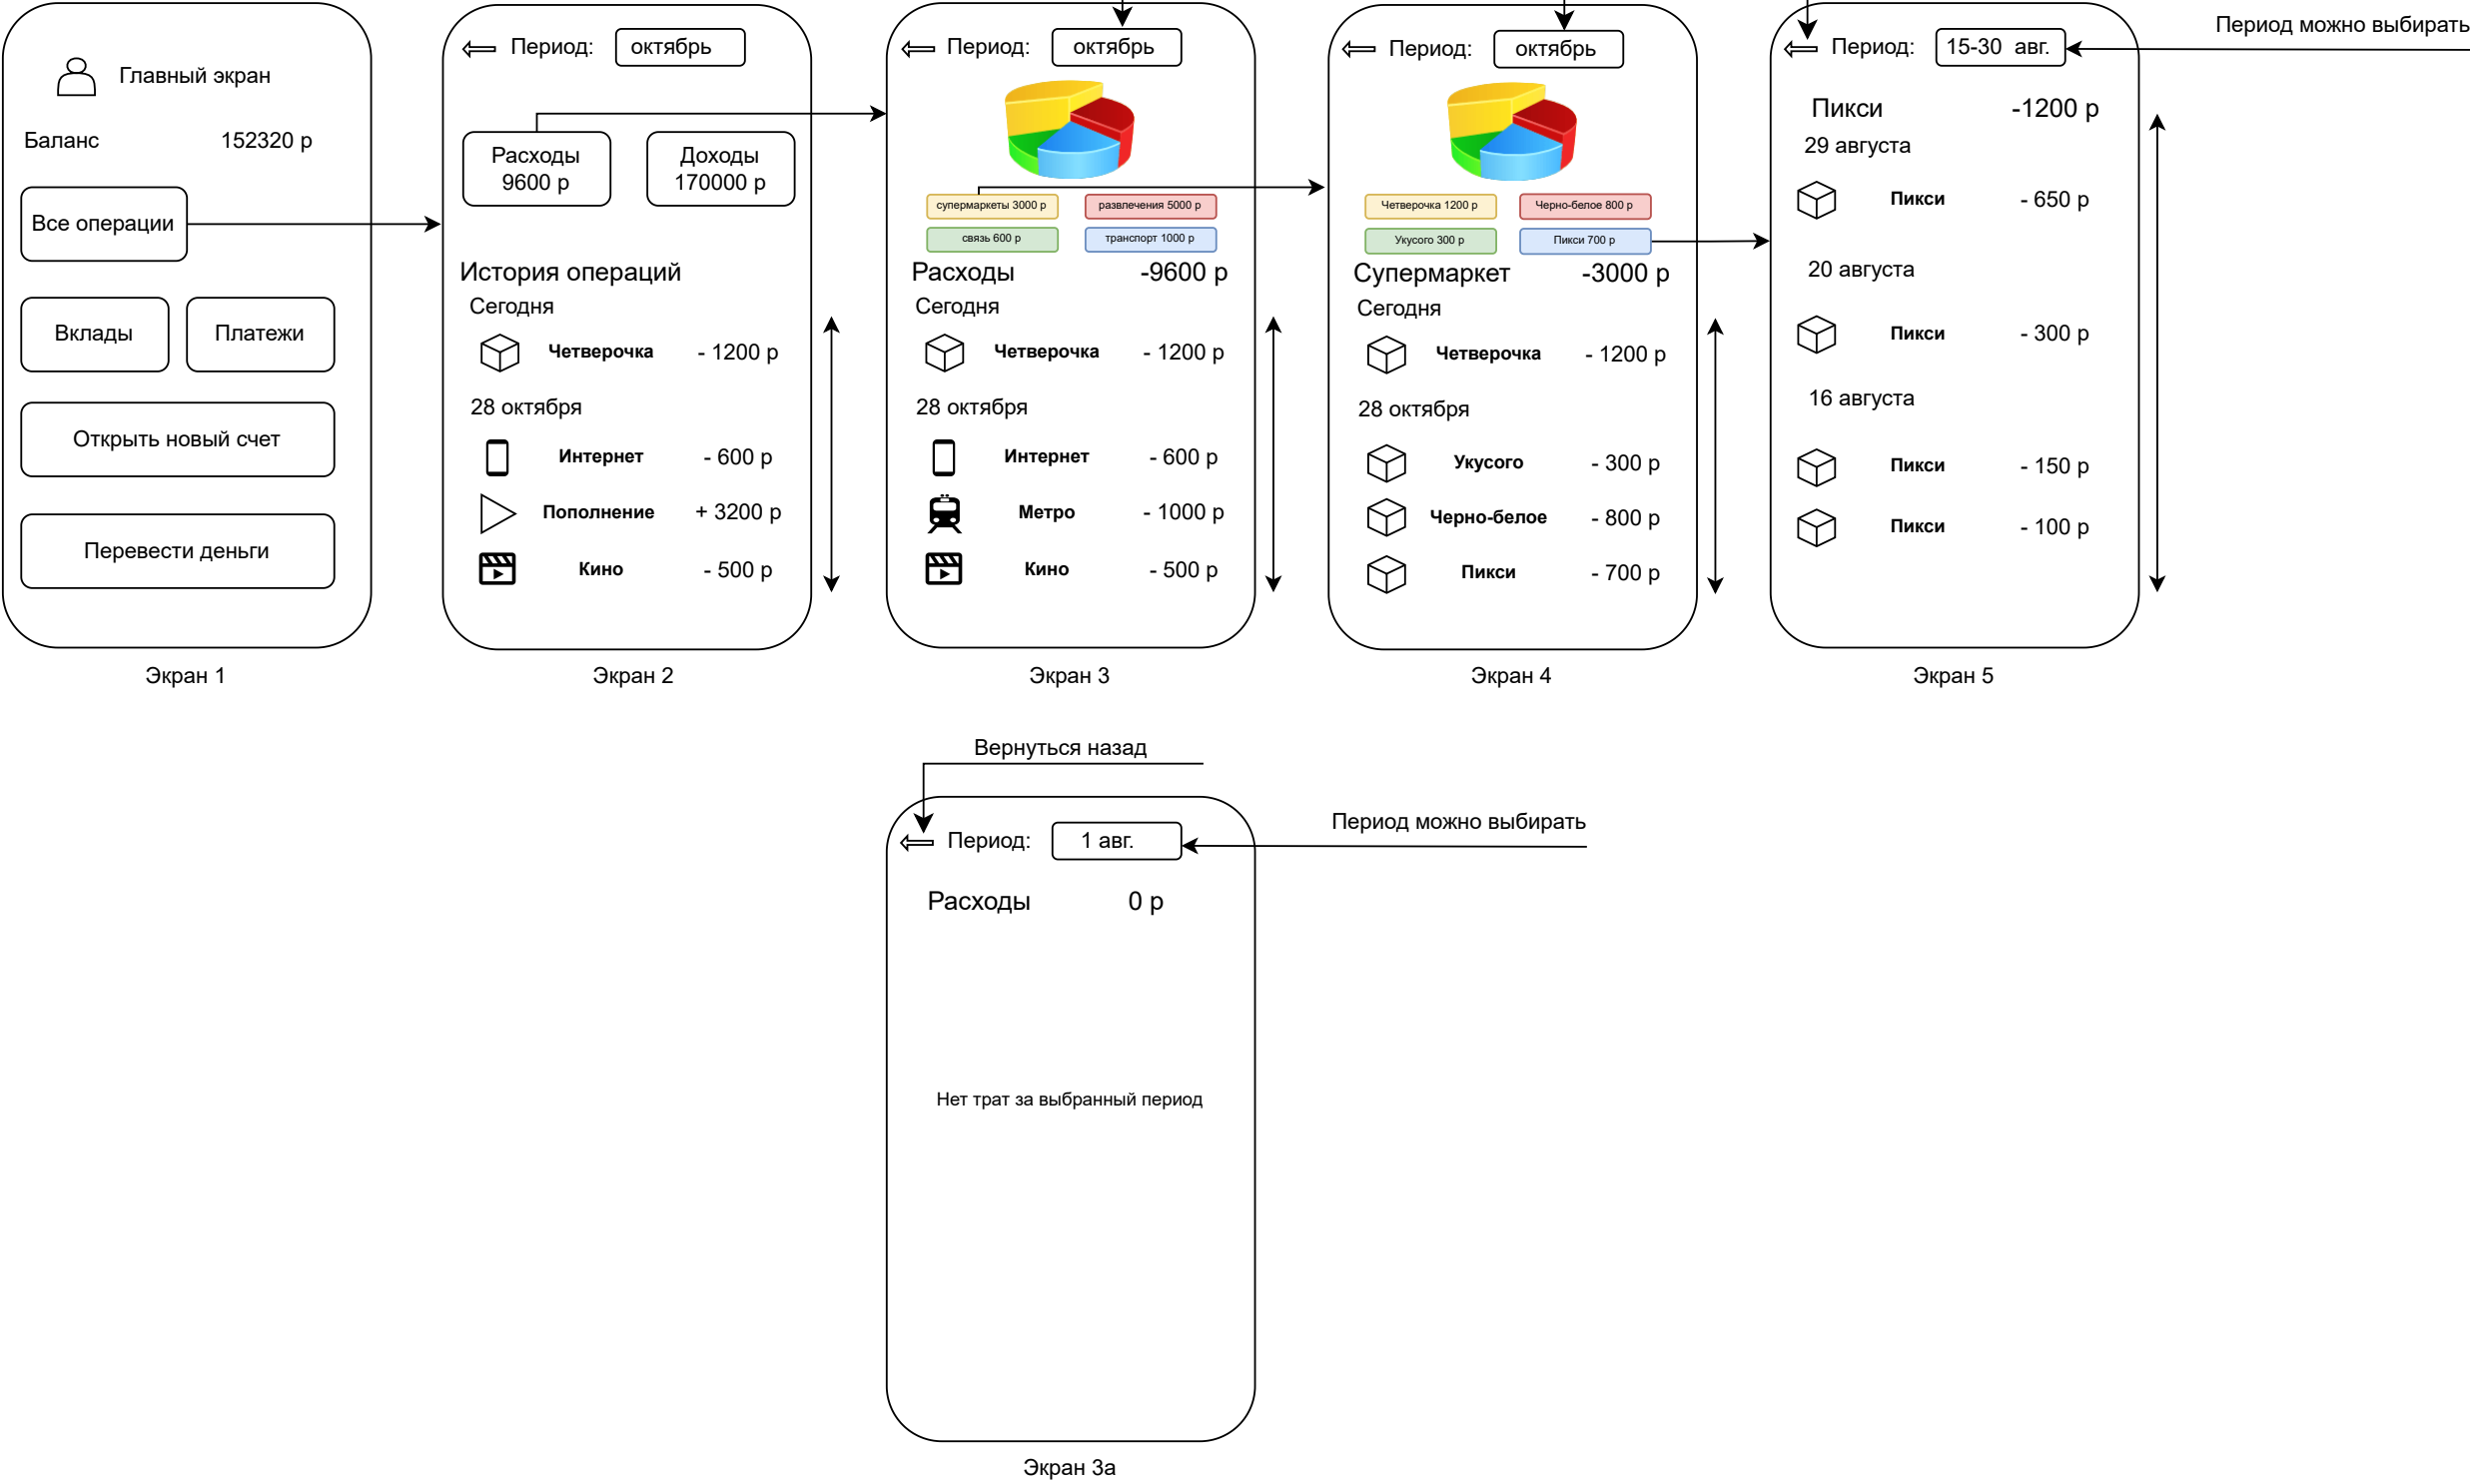 Главный экран
Баланс 152320 р
Все операции
Вклады Платежи
Открыть новый счет
Перевести деньги
Экран 1
Период: октябрь
Расходы
9600 р
Доходы
170000 р
История операций
Сегодня
Четверочка - 1200 р
28 октября
Интернет - 600 р
Пополнение + 3200 р
Кино - 500 р
Экран 2
Период: октябрь
супермаркеты 3000 р развлечения 5000 р
связь 600 р транспорт 1000 р
Расходы -9600 р
Сегодня
Четверочка - 1200 р
28 октября
Интернет - 600 р
Метро - 1000 р
Кино - 500 р
Экран 3
Период: октябрь
Четверочка 1200 р Черно-белое 800 р
Укусого 300 р Пикси 700 р
Супермаркет -3000 р
Сегодня
Четверочка - 1200 р
28 октября
Укусого - 300 р
Черно-белое - 800 р
Пикси - 700 р
Экран 4
Период можно выбирать
Период: 15-30 авг.
Пикси -1200 р
29 августа
Пикси - 650 р
20 августа
Пикси - 300 р
16 августа
Пикси - 150 р
Пикси - 100 р
Экран 5
Вернуться назад
Период можно выбирать
Период: 1 авг.
Расходы 0 р
Нет трат за выбранный период
Экран 3а